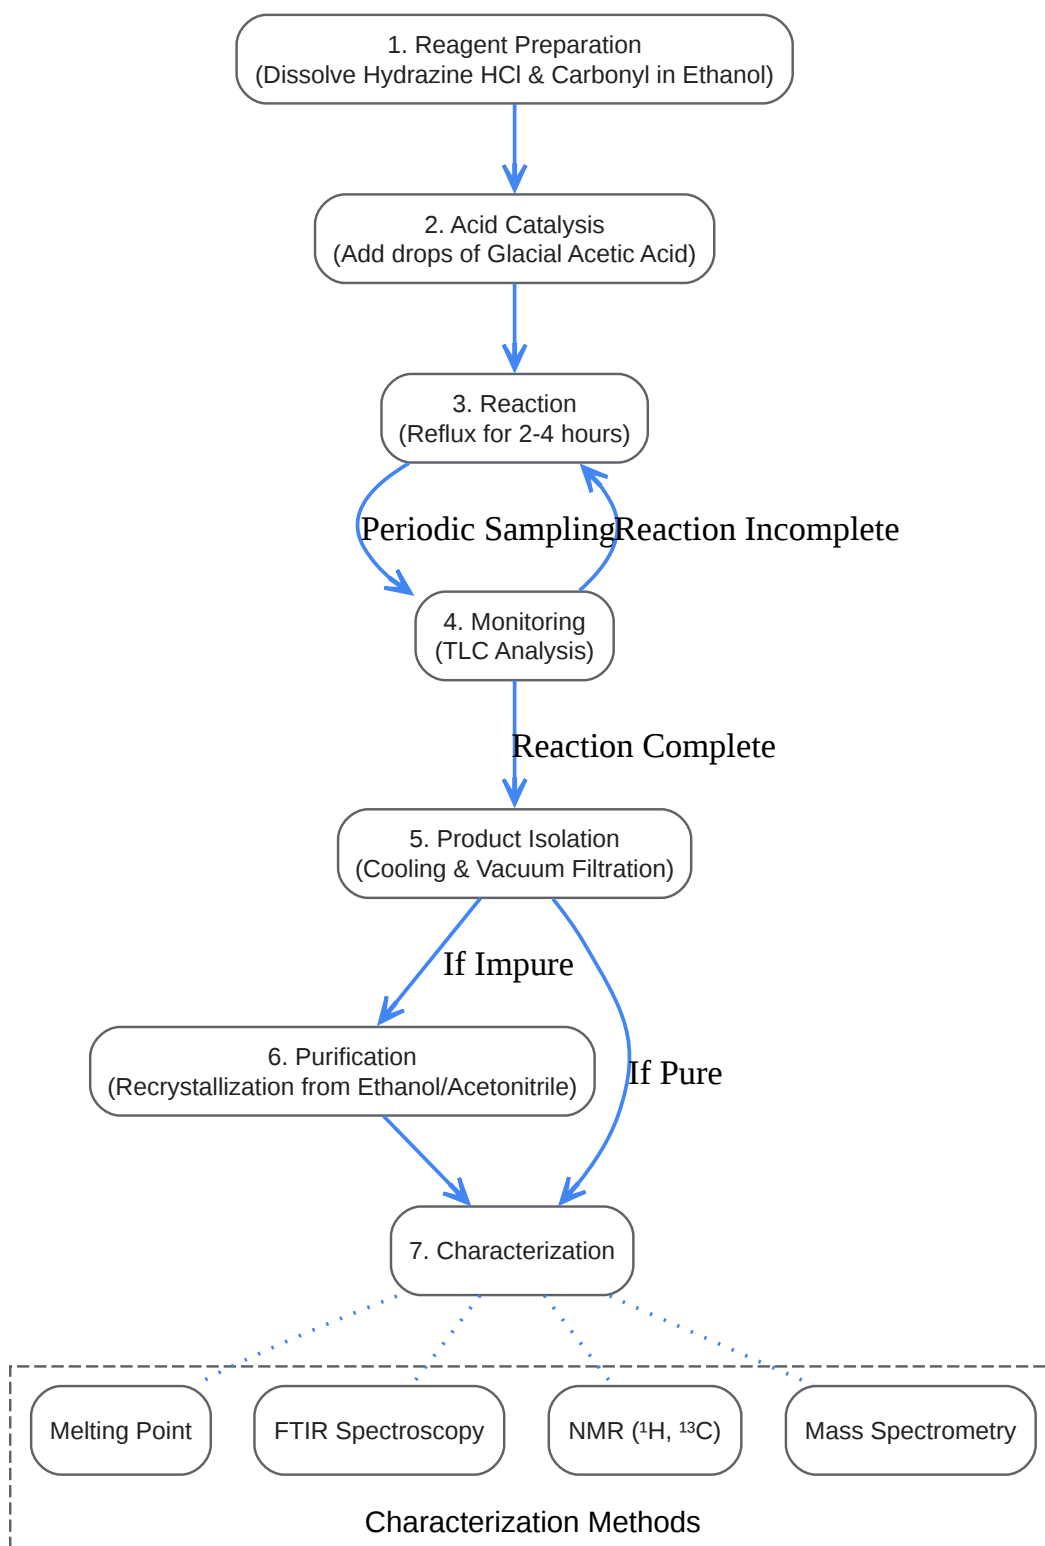 1. Reagent Preparation
(Dissolve Hydrazine HCl & Carbonyl in Ethanol)
2. Acid Catalysis
(Add drops of Glacial Acetic Acid)
3. Reaction
(Reflux for 2-4 hours)
Periodic Sampling
Reaction Incomplete
4. Monitoring
(TLC Analysis)
Reaction Complete
5. Product Isolation
(Cooling & Vacuum Filtration)
If Impure
6. Purification
(Recrystallization from Ethanol/Acetonitrile)
If Pure
7. Characterization
Melting Point
FTIR Spectroscopy
NMR (¹H, ¹³C)
Mass Spectrometry
Characterization Methods